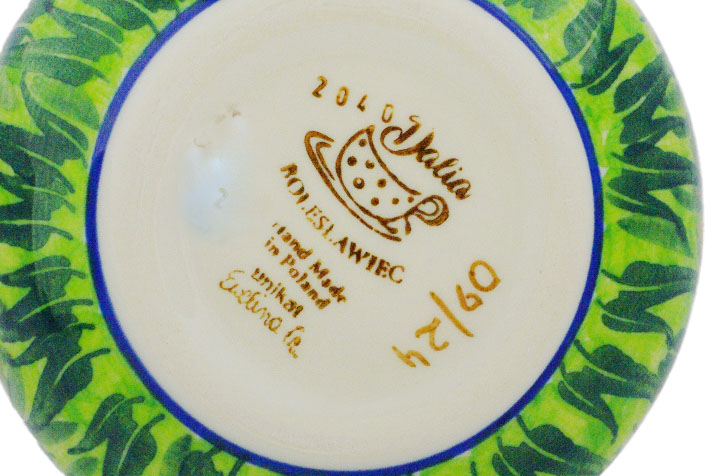 2040
Dalia
BOLESLAWIEC
Hand Made
in Poland
unikat
09/24